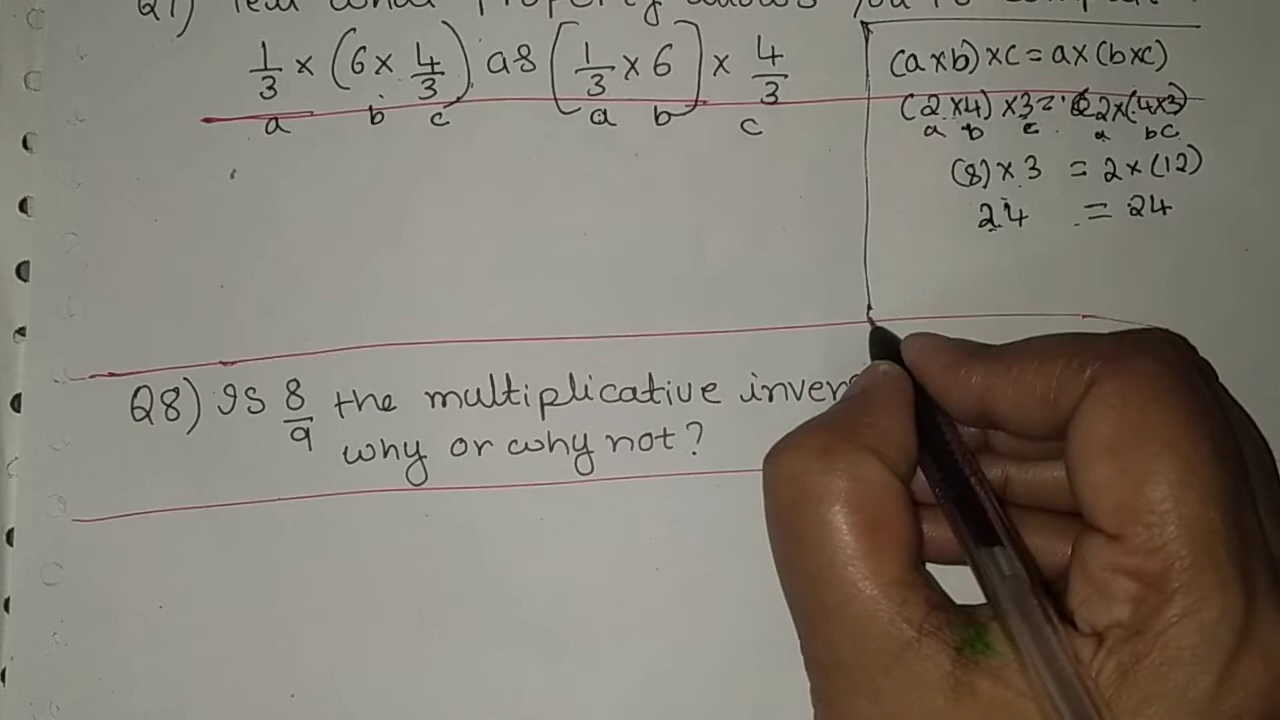 1/3 × (6 × 4/3) as (1/3 × 6) × 4/3
a b c a b c
(a×b)×c = a×(b×c)
(2×4)×3 = 2×(4×3)
a b c a b c
(8)×3 = 2×(12)
24 = 24
Q8) Is 8/9 the multiplicative inver
why or why not?